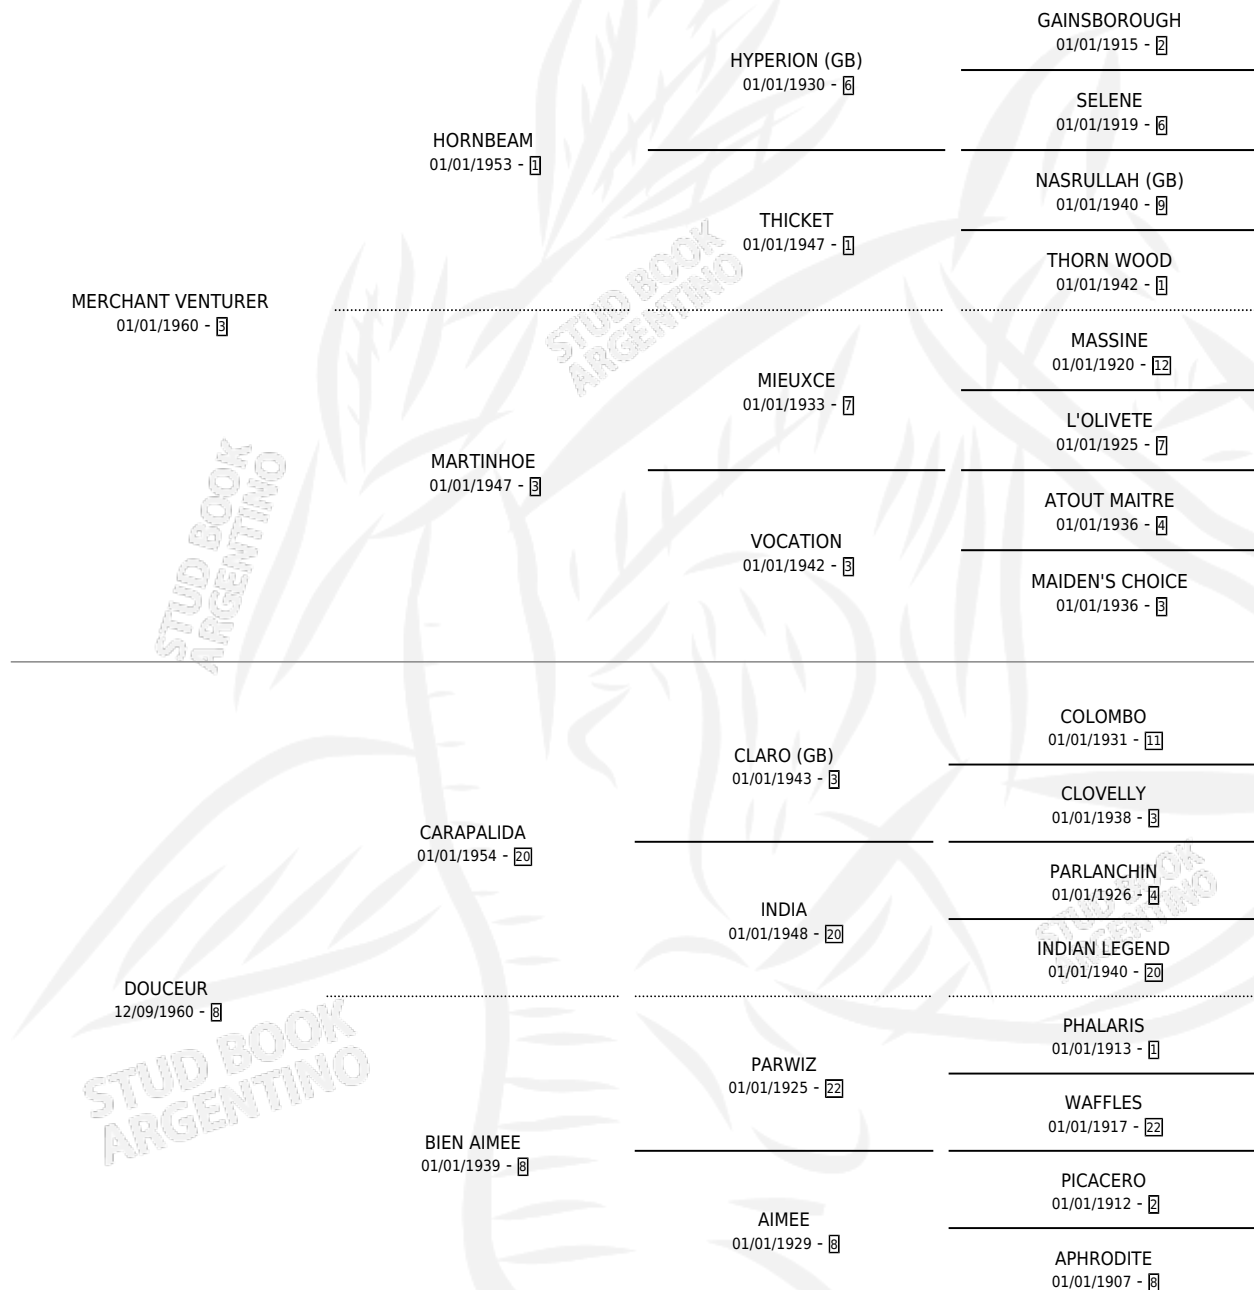 GAINSBOROUGH
01/01/1915 - 2
HYPERION (GB)
01/01/1930 - 6
SELENE
01/01/1919 - 6
HORNBEAM
01/01/1953 - 1
NASRULLAH (GB)
01/01/1940 - 9
THICKET
01/01/1947 - 1
THORN WOOD
01/01/1942 - 1
MERCHANT VENTURER
01/01/1960 - 3
MASSINE
01/01/1920 - 12
MIEUXCE
01/01/1933 - 7
L'OLIVETE
01/01/1925 - 7
MARTINHOE
01/01/1947 - 3
ATOUT MAITRE
01/01/1936 - 4
VOCATION
01/01/1942 - 3
MAIDEN'S CHOICE
01/01/1936 - 3
COLOMBO
01/01/1931 - 11
CLARO (GB)
01/01/1943 - 3
CLOVELLY
01/01/1938 - 3
CARAPALIDA
01/01/1954 - 20
PARLANCHIN
01/01/1926 - 4
INDIA
01/01/1948 - 20
INDIAN LEGEND
01/01/1940 - 20
DOUCEUR
12/09/1960 - 8
PHALARIS
01/01/1913 - 1
PARWIZ
01/01/1925 - 22
WAFFLES
01/01/1917 - 22
BIEN AIMEE
01/01/1939 - 8
PICACERO
01/01/1912 - 2
AIMEE
01/01/1929 - 8
APHRODITE
01/01/1907 - 8
STUD BOOK
ARGENTINO
STUD BOOK
ARGENTINO
STUD BOOK
ARGENTINO
STUD BOOK
ARGENTINO